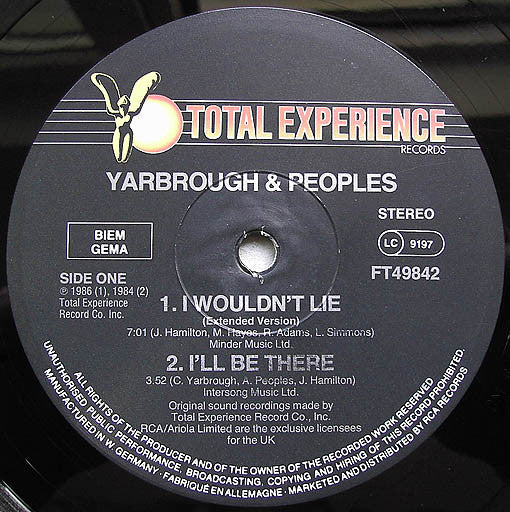 TOTAL EXPERIENCE
RECORDS
YARBROUGH & PEOPLES
BIEM
GEMA
STEREO
LC 9197
FT49842
SIDE ONE
℗ 1986 (1), 1984 (2)
Total Experience
Record Co. Inc.
1. I WOULDN'T LIE
(Extended Version)
7:01 (J. Hamilton, M. Hayes, R. Adams, L. Simmons)
Minder Music Ltd.
2. I'LL BE THERE
3:52 (C. Yarbrough, A. Peoples, J. Hamilton)
Intersong Music Ltd.
Original sound recordings made by
Total Experience Record Co., Inc.
RCA/Ariola Limited are the exclusive licensees
for the UK
ALL RIGHTS OF THE PRODUCER AND OF THE OWNER OF THE RECORDED WORK RESERVED.
UNAUTHORISED PUBLIC PERFORMANCE, BROADCASTING, COPYING AND HIRING OF THIS RECORD PROHIBITED.
MANUFACTURED IN W. GERMANY · FABRIQUÉ EN ALLEMAGNE · MARKETED AND DISTRIBUTED BY RCA RECORDS